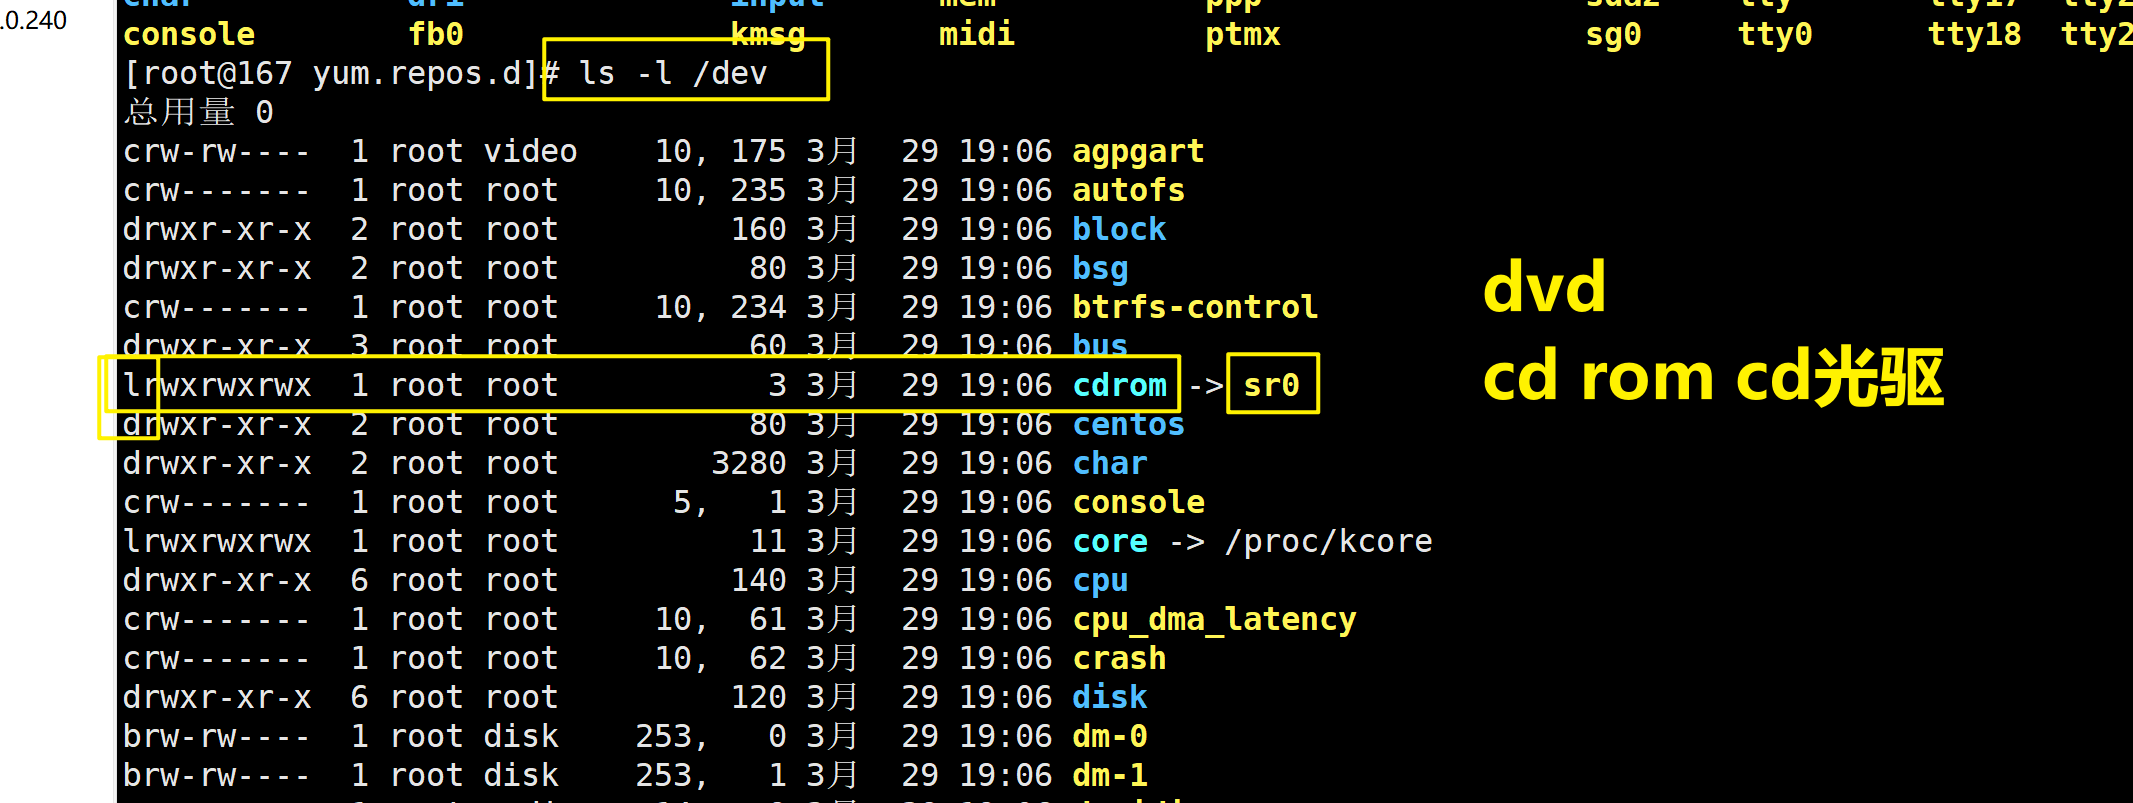 .0.240
char dri input mem ppp sda2 tty tty17 tty2
console fb0 kmsg midi ptmx sg0 tty0 tty18 tty2
[root@167 yum.repos.d]# ls -l /dev
总用量 0
crw-rw---- 1 root video 10, 175 3月 29 19:06 agpgart
crw------- 1 root root 10, 235 3月 29 19:06 autofs
drwxr-xr-x 2 root root 160 3月 29 19:06 block
drwxr-xr-x 2 root root 80 3月 29 19:06 bsg
crw------- 1 root root 10, 234 3月 29 19:06 btrfs-control
drwxr-xr-x 3 root root 60 3月 29 19:06 bus
lrwxrwxrwx 1 root root 3 3月 29 19:06 cdrom -> sr0
drwxr-xr-x 2 root root 80 3月 29 19:06 centos
drwxr-xr-x 2 root root 3280 3月 29 19:06 char
crw------- 1 root root 5, 1 3月 29 19:06 console
lrwxrwxrwx 1 root root 11 3月 29 19:06 core -> /proc/kcore
drwxr-xr-x 6 root root 140 3月 29 19:06 cpu
crw------- 1 root root 10, 61 3月 29 19:06 cpu_dma_latency
crw------- 1 root root 10, 62 3月 29 19:06 crash
drwxr-xr-x 6 root root 120 3月 29 19:06 disk
brw-rw---- 1 root disk 253, 0 3月 29 19:06 dm-0
brw-rw---- 1 root disk 253, 1 3月 29 19:06 dm-1
dvd
cd rom cd光驱